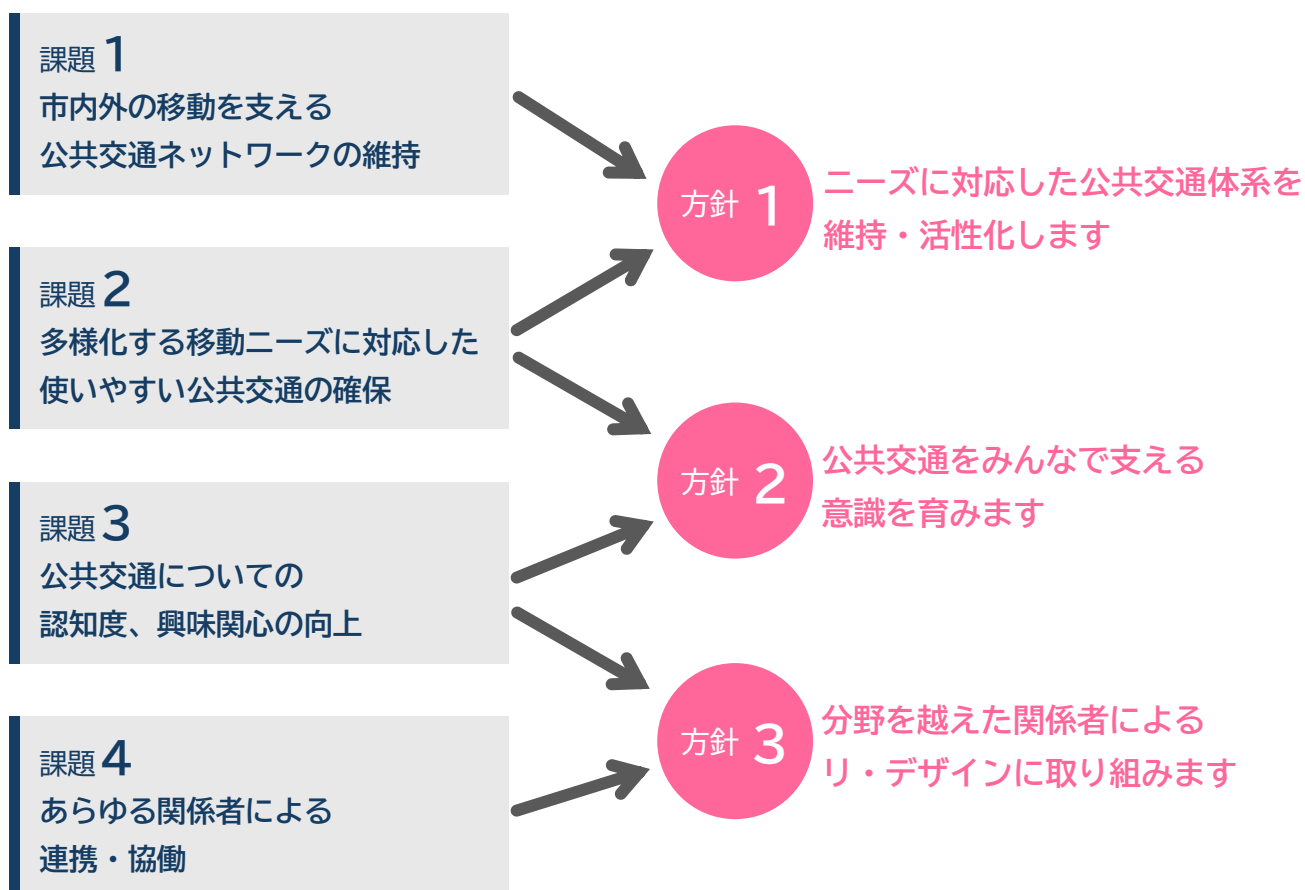 課題 1
市内外の移動を支える
公共交通ネットワークの維持
課題 2
多様化する移動ニーズに対応した
使いやすい公共交通の確保
課題 3
公共交通についての
認知度、興味関心の向上
課題 4
あらゆる関係者による
連携・協働
方針 1
ニーズに対応した公共交通体系を
維持・活性化します
方針 2
公共交通をみんなで支える
意識を育みます
方針 3
分野を越えた関係者による
リ・デザインに取り組みます